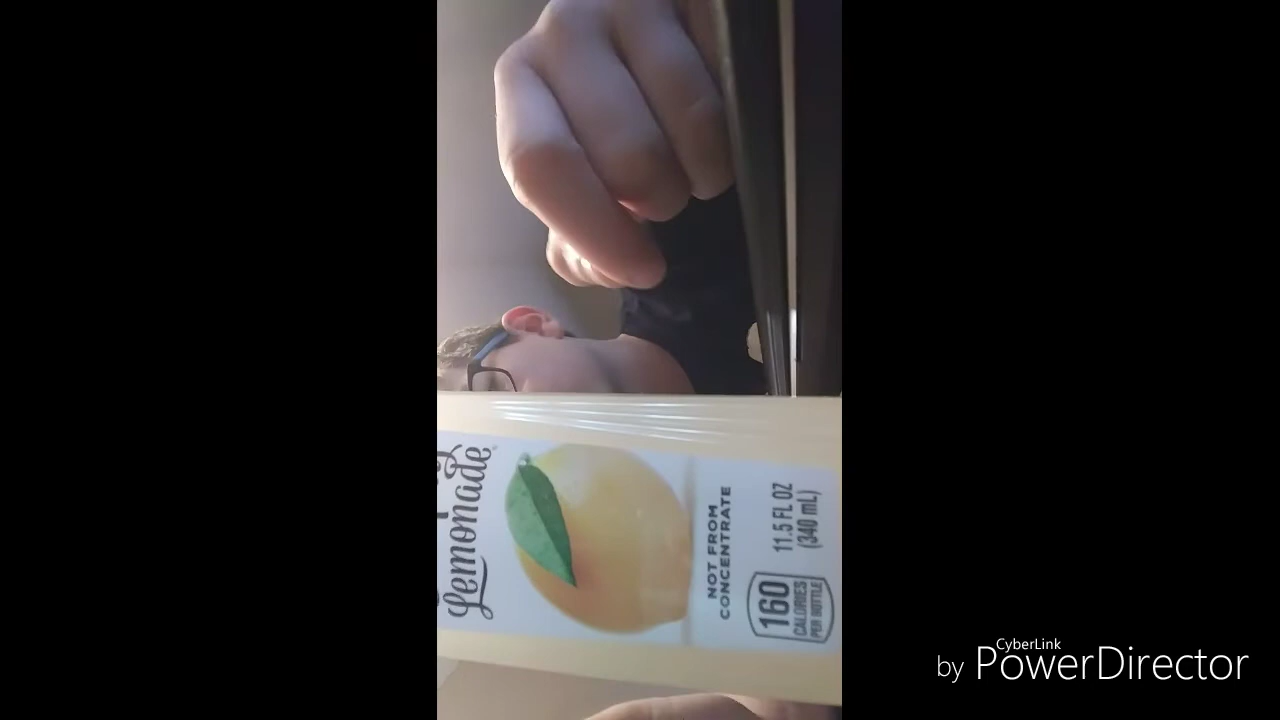 Lemonade
NOT FROM
CONCENTRATE
11.5 FL OZ
(340 mL)
160
CALORIES
PER BOTTLE
CyberLink
by PowerDirector